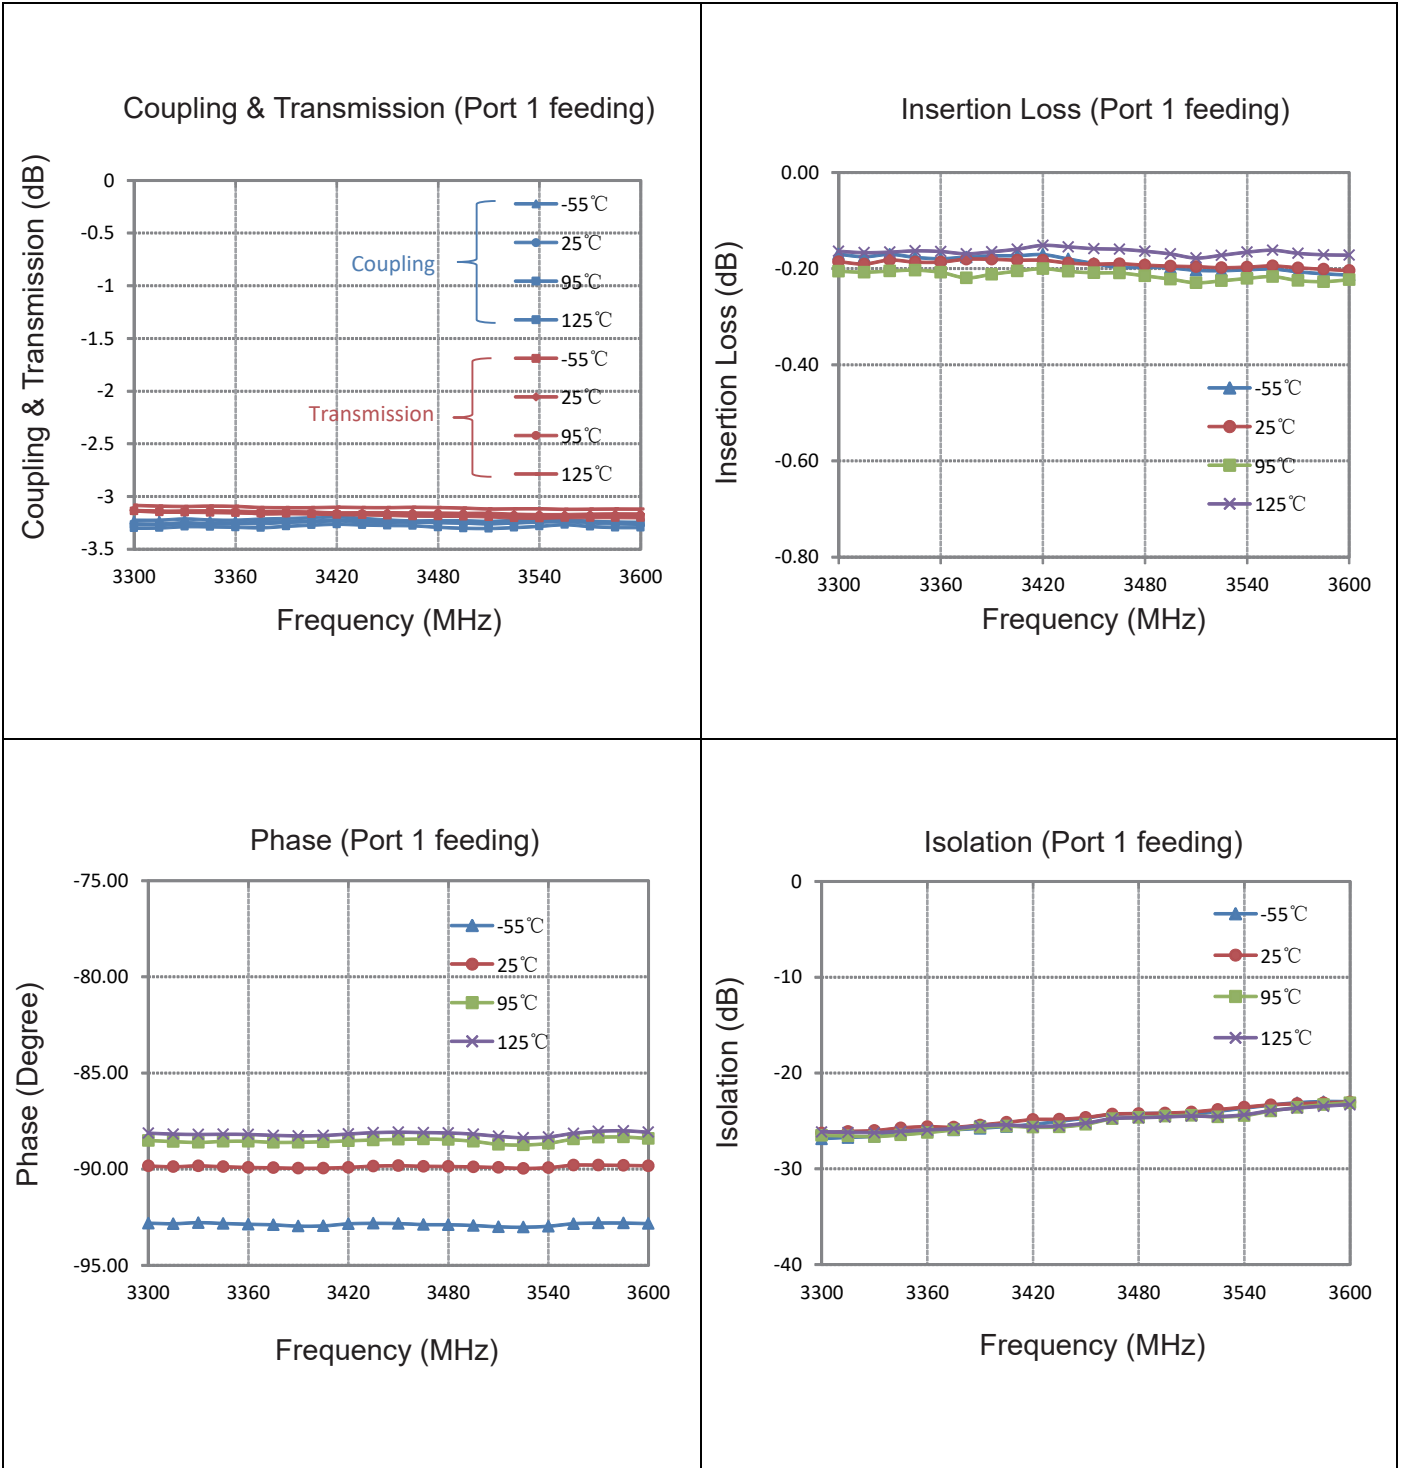 Coupling & Transmission (Port 1 feeding)
Coupling & Transmission (dB)
0
-0.5
-1
-1.5
-2
-2.5
-3
-3.5
Coupling
-55℃
25℃
95℃
125℃
Transmission
-55℃
25℃
95℃
125℃
3300 3360 3420 3480 3540 3600
Frequency (MHz)
Insertion Loss (Port 1 feeding)
Insertion Loss (dB)
0.00
-0.20
-0.40
-0.60
-0.80
-55℃
25℃
95℃
125℃
3300 3360 3420 3480 3540 3600
Frequency (MHz)
Phase (Port 1 feeding)
Phase (Degree)
-75.00
-80.00
-85.00
-90.00
-95.00
-55℃
25℃
95℃
125℃
3300 3360 3420 3480 3540 3600
Frequency (MHz)
Isolation (Port 1 feeding)
Isolation (dB)
0
-10
-20
-30
-40
-55℃
25℃
95℃
125℃
3300 3360 3420 3480 3540 3600
Frequency (MHz)